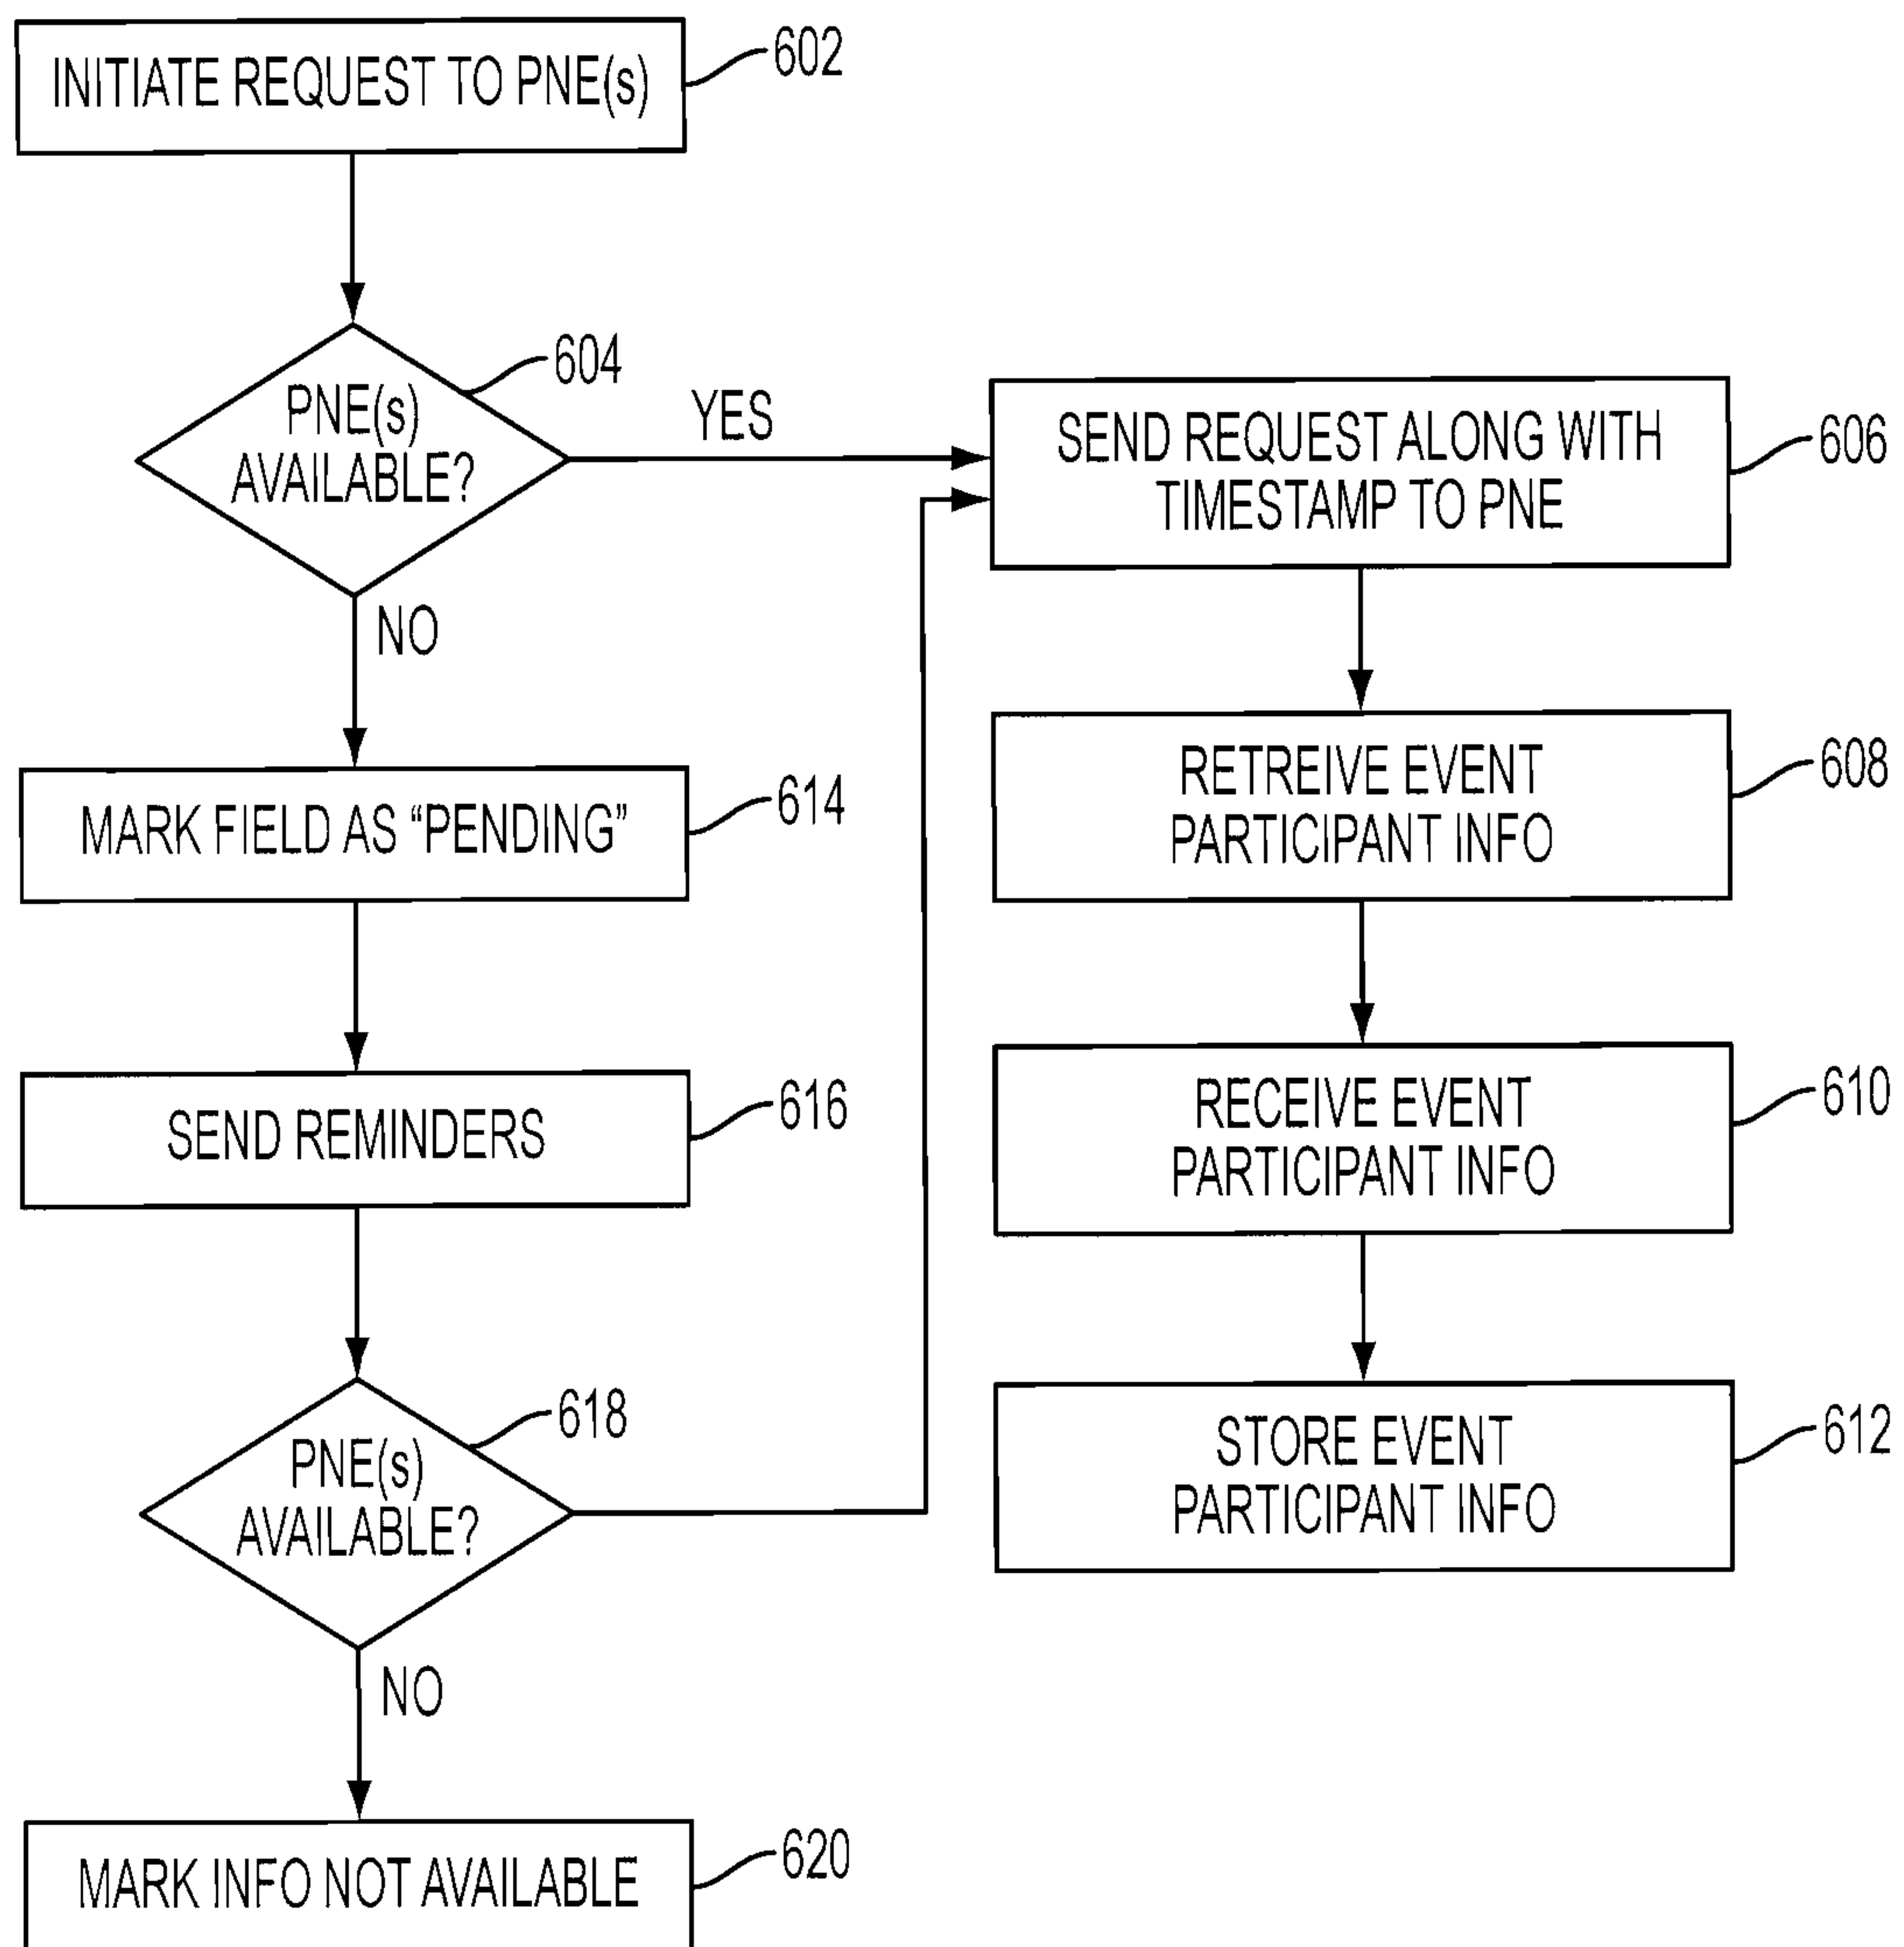 INITIATE REQUEST TO PNE(s)
602
PNE(s)
AVAILABLE?
604
YES
NO
SEND REQUEST ALONG WITH
TIMESTAMP TO PNE
606
RETREIVE EVENT
PARTICIPANT INFO
608
RECEIVE EVENT
PARTICIPANT INFO
610
STORE EVENT
PARTICIPANT INFO
612
MARK FIELD AS “PENDING”
614
SEND REMINDERS
616
PNE(s)
AVAILABLE?
618
NO
MARK INFO NOT AVAILABLE
620